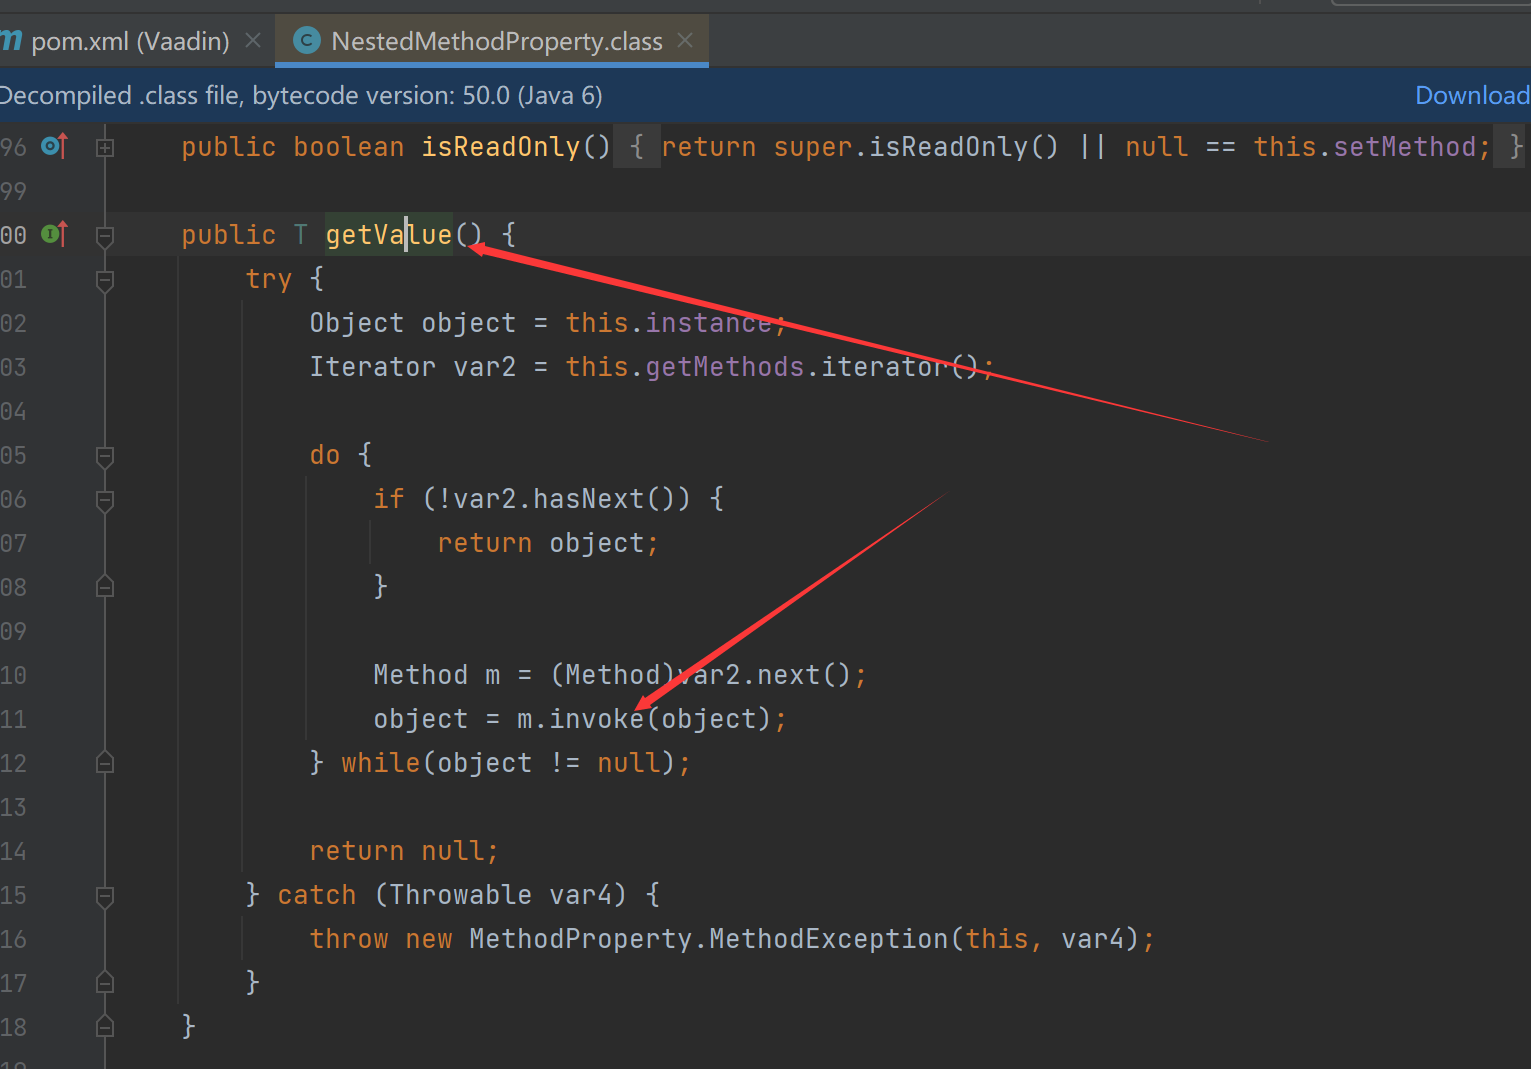 m pom.xml (Vaadin) × C NestedMethodProperty.class ×
Decompiled .class file, bytecode version: 50.0 (Java 6) Download
96 public boolean isReadOnly() { return super.isReadOnly() || null == this.setMethod; }
99
00 public T getValue() {
01 try {
02 Object object = this.instance;
03 Iterator var2 = this.getMethods.iterator();
04
05 do {
06 if (!var2.hasNext()) {
07 return object;
08 }
09
10 Method m = (Method)var2.next();
11 object = m.invoke(object);
12 } while(object != null);
13
14 return null;
15 } catch (Throwable var4) {
16 throw new MethodProperty.MethodException(this, var4);
17 }
18 }